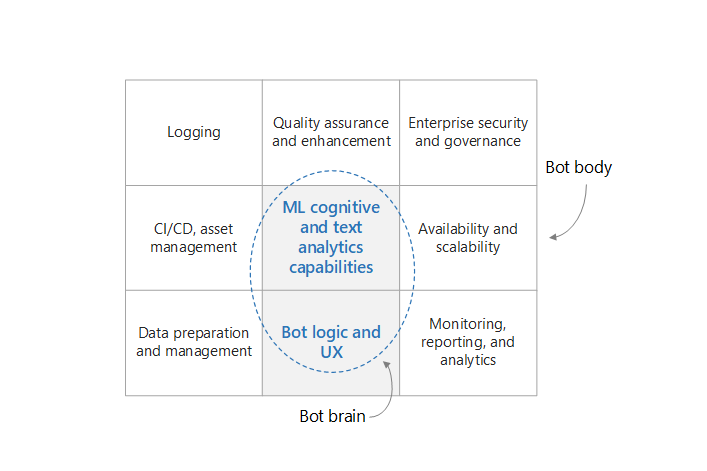 Logging
Quality assurance
and enhancement
Enterprise security
and governance
Bot body
CI/CD, asset
management
ML cognitive
and text
analytics
capabilities
Availability and
scalability
Data preparation
and management
Bot logic and
UX
Monitoring,
reporting, and
analytics
Bot brain